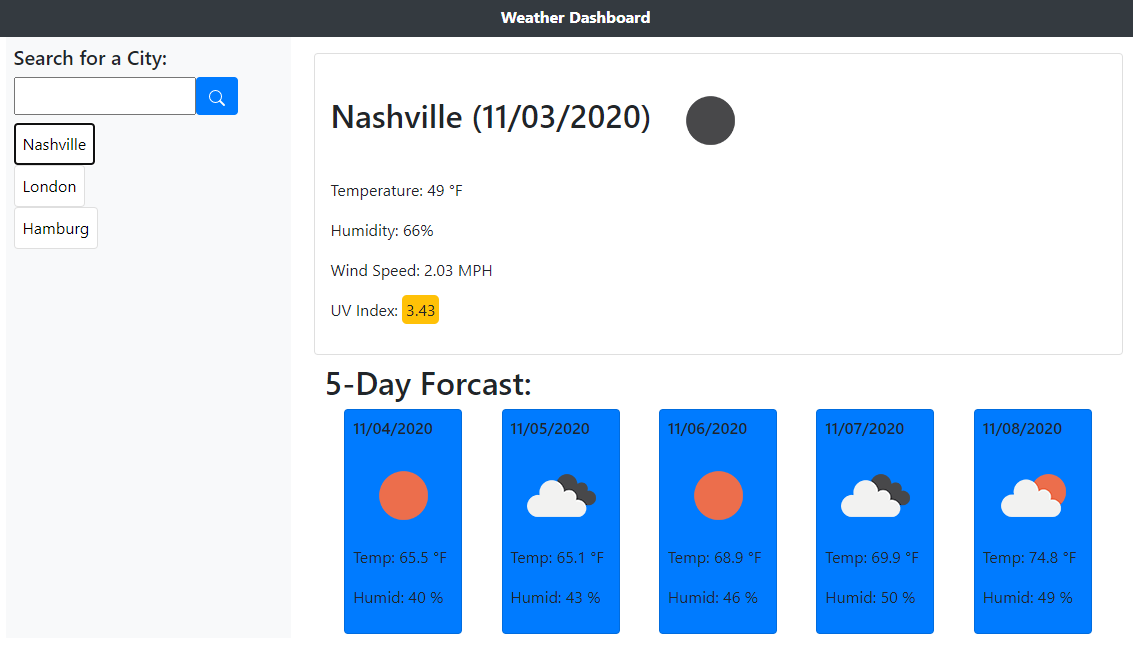 Weather Dashboard
Search for a City:
Nashville
London
Hamburg
Nashville (11/03/2020)
Temperature: 49 °F
Humidity: 66%
Wind Speed: 2.03 MPH
UV Index: 3.43
5-Day Forcast:
11/04/2020
Temp: 65.5 °F
Humid: 40 %
11/05/2020
Temp: 65.1 °F
Humid: 43 %
11/06/2020
Temp: 68.9 °F
Humid: 46 %
11/07/2020
Temp: 69.9 °F
Humid: 50 %
11/08/2020
Temp: 74.8 °F
Humid: 49 %